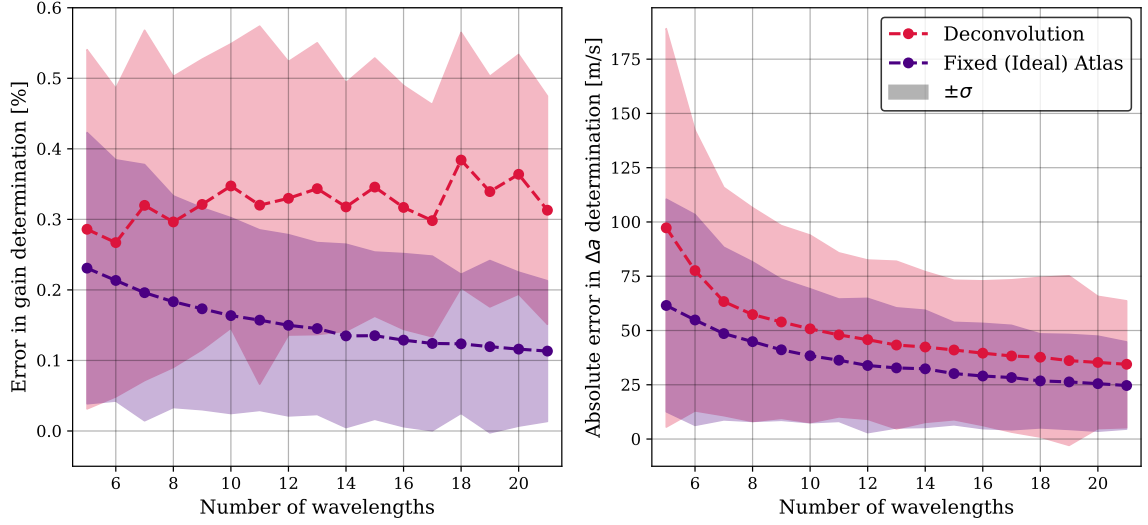 0.6
0.5
0.4
0.3
0.2
0.1
0.0
Error in gain determination [%]
6 8 10 12 14 16 18 20
Number of wavelengths
175
150
125
100
75
50
25
0
Absolute error in Δa determination [m/s]
6 8 10 12 14 16 18 20
Number of wavelengths
Deconvolution
Fixed (Ideal) Atlas
±σ